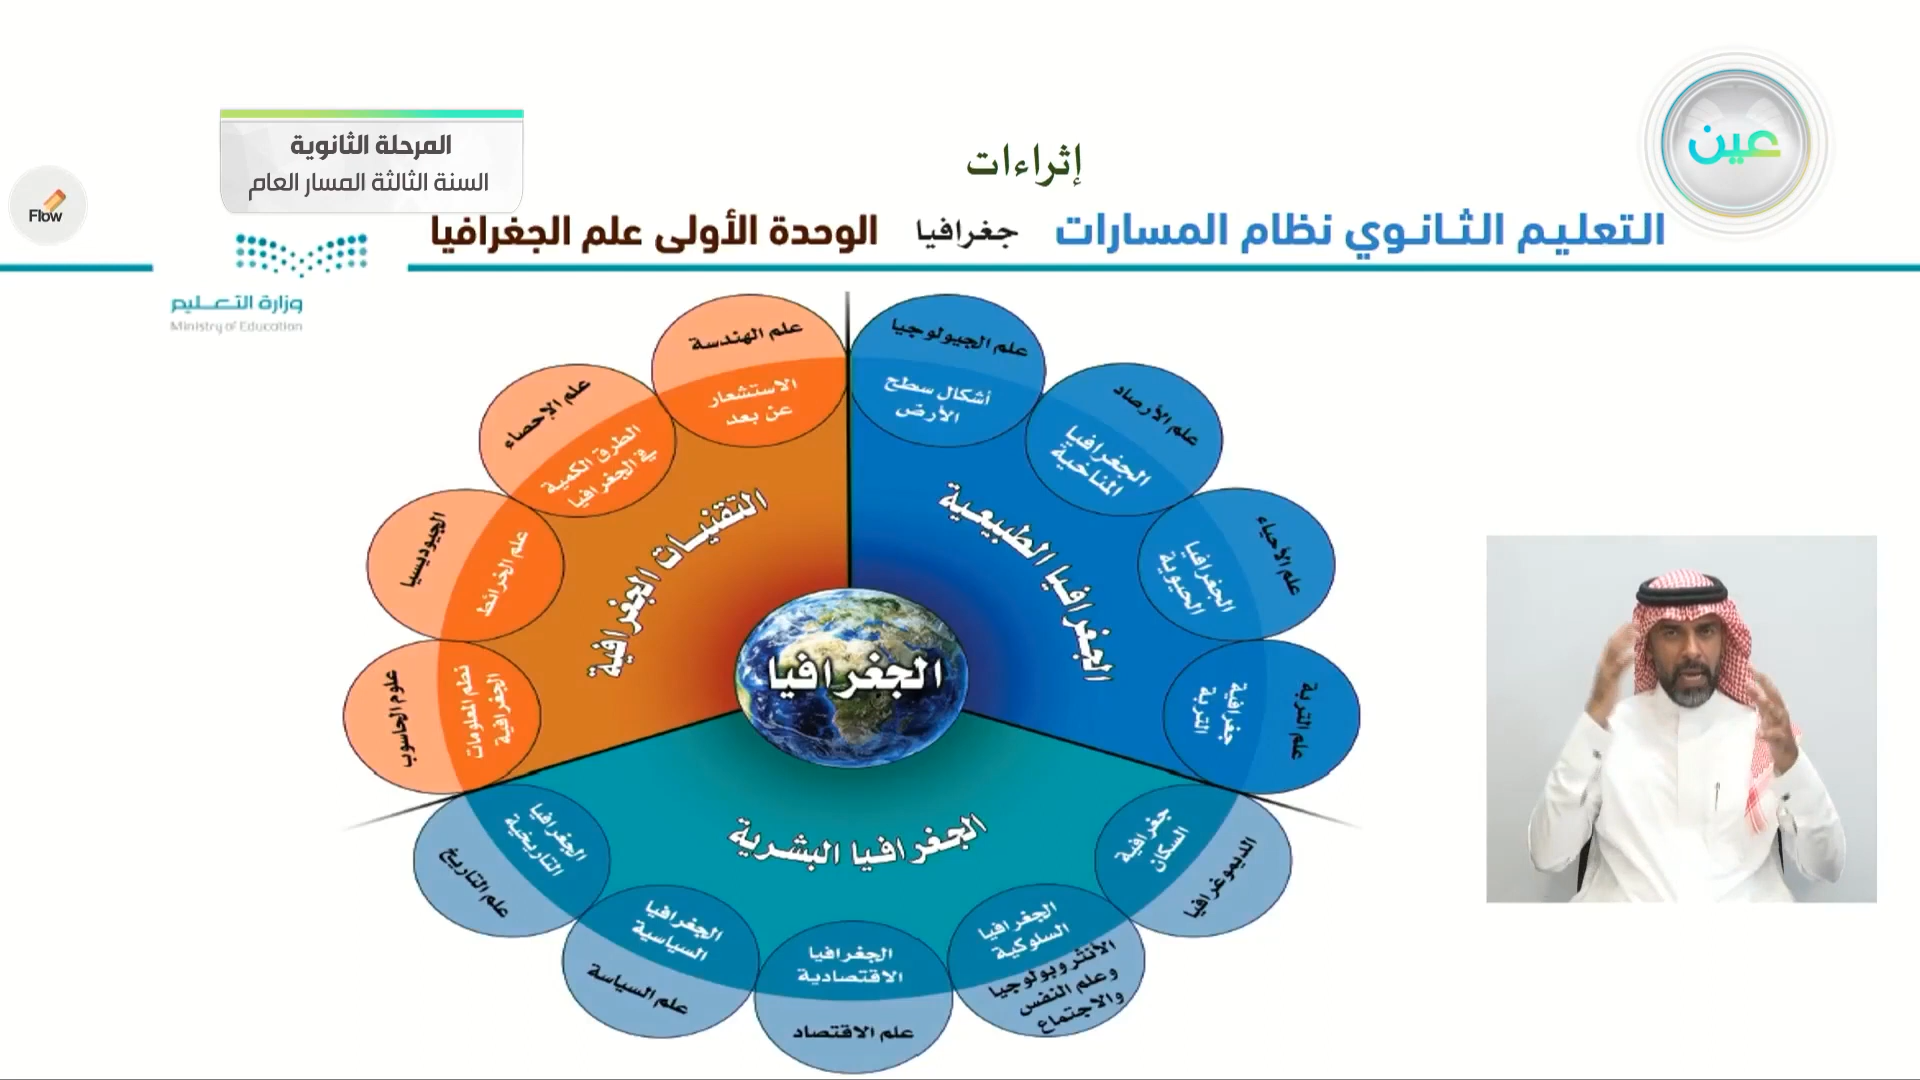 عين
المرحلة الثانوية
السنة الثالثة المسار العام
Flow
إثراءات
التعليم الثانوي نظام المسارات
جغرافيا
الوحدة الأولى علم الجغرافيا
وزارة التعليم
Ministry of Education
الجغرافيا
الجغرافيا الطبيعية
علم الجيولوجيا
أشكال سطح
الأرض
علم الأرصاد
الجغرافيا
المناخية
علم الأحياء
الجغرافيا
الحيوية
علم التربة
جغرافية
التربة
الجغرافيا البشرية
جغرافية
السكان
الديموغرافيا
الجغرافيا
السلوكية
الأنثروبولوجيا
وعلم النفس
والاجتماع
الجغرافيا
الاقتصادية
علم الاقتصاد
الجغرافيا
السياسية
علم السياسة
الجغرافيا
التاريخية
علم التاريخ
التقنيات الجغرافية
علوم الحاسوب
نظم المعلومات
الجغرافية
الجيوديسيا
علم الخرائط
علم الإحصاء
الطرق الكمية
في الجغرافيا
علم الهندسة
الاستشعار
عن بعد